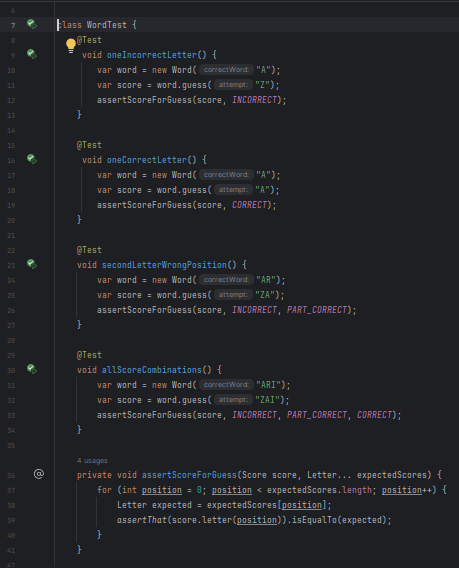 6
7 class WordTest {
8 @Test
9 void oneIncorrectLetter() {
10 var word = new Word( correctWord: "A");
11 var score = word.guess( attempt: "Z");
12 assertScoreForGuess(score, INCORRECT);
13 }
14
15 @Test
16 void oneCorrectLetter() {
17 var word = new Word( correctWord: "A");
18 var score = word.guess( attempt: "A");
19 assertScoreForGuess(score, CORRECT);
20 }
21
22 @Test
23 void secondLetterWrongPosition() {
24 var word = new Word( correctWord: "AR");
25 var score = word.guess( attempt: "ZA");
26 assertScoreForGuess(score, INCORRECT, PART_CORRECT);
27 }
28
29 @Test
30 void allScoreCombinations() {
31 var word = new Word( correctWord: "ARI");
32 var score = word.guess( attempt: "ZAI");
33 assertScoreForGuess(score, INCORRECT, PART_CORRECT, CORRECT);
34 }
35
4 usages
36 @ private void assertScoreForGuess(Score score, Letter... expectedScores) {
37 for (int position = 0; position < expectedScores.length; position++) {
38 Letter expected = expectedScores[position];
39 assertThat(score.letter(position)).isEqualTo(expected);
40 }
41 }
42